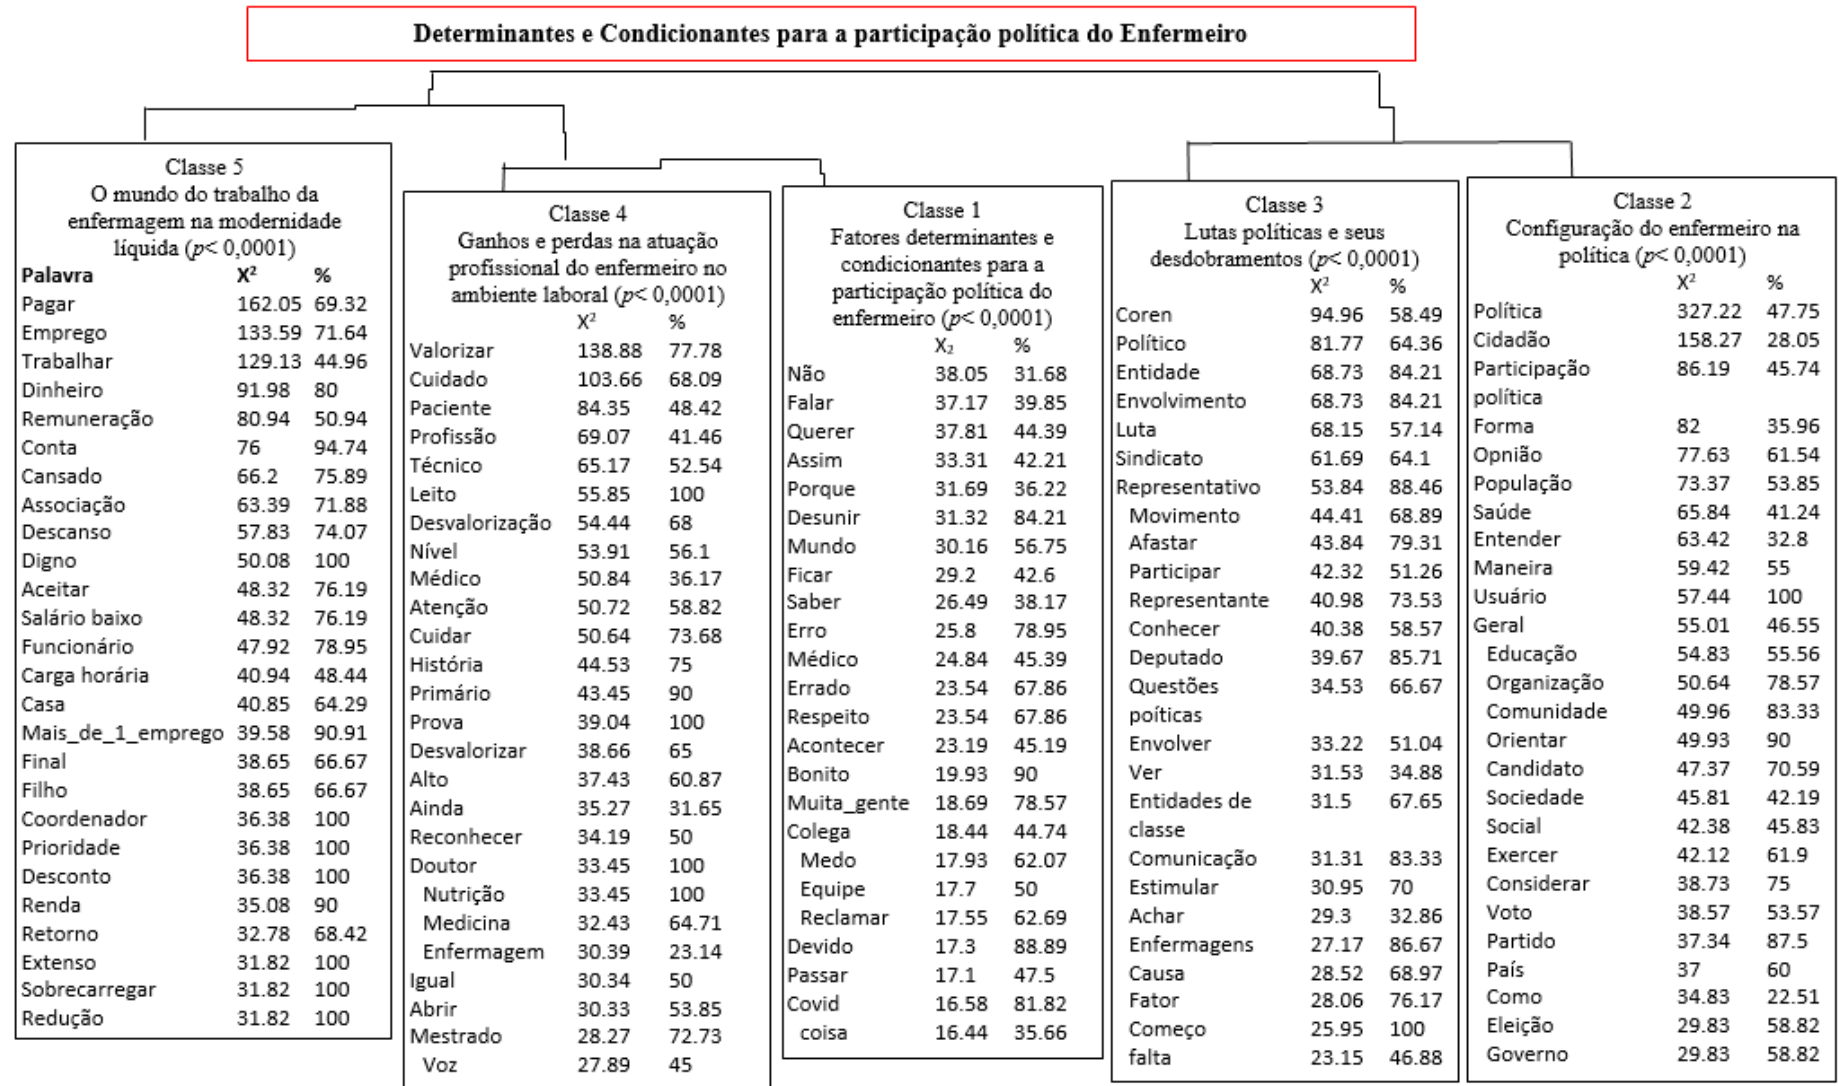 Determinantes e Condicionantes para a participação política do Enfermeiro
Classe 5
O mundo do trabalho da
enfermagem na modernidade
líquida (p< 0,0001)
Palavra X² %
Pagar 162.05 69.32
Emprego 133.59 71.64
Trabalhar 129.13 44.96
Dinheiro 91.98 80
Remuneração 80.94 50.94
Conta 76 94.74
Cansado 66.2 75.89
Associação 63.39 71.88
Descanso 57.83 74.07
Digno 50.08 100
Aceitar 48.32 76.19
Salário baixo 48.32 76.19
Funcionário 47.92 78.95
Carga horária 40.94 48.44
Casa 40.85 64.29
Mais_de_1_emprego 39.58 90.91
Final 38.65 66.67
Filho 38.65 66.67
Coordenador 36.38 100
Prioridade 36.38 100
Desconto 36.38 100
Renda 35.08 90
Retorno 32.78 68.42
Extenso 31.82 100
Sobrecarregar 31.82 100
Redução 31.82 100
Classe 4
Ganhos e perdas na atuação
profissional do enfermeiro no
ambiente laboral (p< 0,0001)
X² %
Valorizar 138.88 77.78
Cuidado 103.66 68.09
Paciente 84.35 48.42
Profissão 69.07 41.46
Técnico 65.17 52.54
Leito 55.85 100
Desvalorização 54.44 68
Nível 53.91 56.1
Médico 50.84 36.17
Atenção 50.72 58.82
Cuidar 50.64 73.68
História 44.53 75
Primário 43.45 90
Prova 39.04 100
Desvalorizar 38.66 65
Alto 37.43 60.87
Ainda 35.27 31.65
Reconhecer 34.19 50
Doutor 33.45 100
Nutrição 33.45 100
Medicina 32.43 64.71
Enfermagem 30.39 23.14
Igual 30.34 50
Abrir 30.33 53.85
Mestrado 28.27 72.73
Voz 27.89 45
Classe 1
Fatores determinantes e
condicionantes para a
participação política do
enfermeiro (p< 0,0001)
X₂ %
Não 38.05 31.68
Falar 37.17 39.85
Querer 37.81 44.39
Assim 33.31 42.21
Porque 31.69 36.22
Desunir 31.32 84.21
Mundo 30.16 56.75
Ficar 29.2 42.6
Saber 26.49 38.17
Erro 25.8 78.95
Médico 24.84 45.39
Errado 23.54 67.86
Respeito 23.54 67.86
Acontecer 23.19 45.19
Bonito 19.93 90
Muita_gente 18.69 78.57
Colega 18.44 44.74
Medo 17.93 62.07
Equipe 17.7 50
Reclamar 17.55 62.69
Devido 17.3 88.89
Passar 17.1 47.5
Covid 16.58 81.82
coisa 16.44 35.66
Classe 3
Lutas políticas e seus
desdobramentos (p< 0,0001)
X² %
Coren 94.96 58.49
Político 81.77 64.36
Entidade 68.73 84.21
Envolvimento 68.73 84.21
Luta 68.15 57.14
Sindicato 61.69 64.1
Representativo 53.84 88.46
Movimento 44.41 68.89
Afastar 43.84 79.31
Participar 42.32 51.26
Representante 40.98 73.53
Conhecer 40.38 58.57
Deputado 39.67 85.71
Questões 34.53 66.67
poíticas
Envolver 33.22 51.04
Ver 31.53 34.88
Entidades de 31.5 67.65
classe
Comunicação 31.31 83.33
Estimular 30.95 70
Achar 29.3 32.86
Enfermagens 27.17 86.67
Causa 28.52 68.97
Fator 28.06 76.17
Começo 25.95 100
falta 23.15 46.88
Classe 2
Configuração do enfermeiro na
política (p< 0,0001)
X² %
Política 327.22 47.75
Cidadão 158.27 28.05
Participação 86.19 45.74
política
Forma 82 35.96
Opnião 77.63 61.54
População 73.37 53.85
Saúde 65.84 41.24
Entender 63.42 32.8
Maneira 59.42 55
Usuário 57.44 100
Geral 55.01 46.55
Educação 54.83 55.56
Organização 50.64 78.57
Comunidade 49.96 83.33
Orientar 49.93 90
Candidato 47.37 70.59
Sociedade 45.81 42.19
Social 42.38 45.83
Exercer 42.12 61.9
Considerar 38.73 75
Voto 38.57 53.57
Partido 37.34 87.5
País 37 60
Como 34.83 22.51
Eleição 29.83 58.82
Governo 29.83 58.82